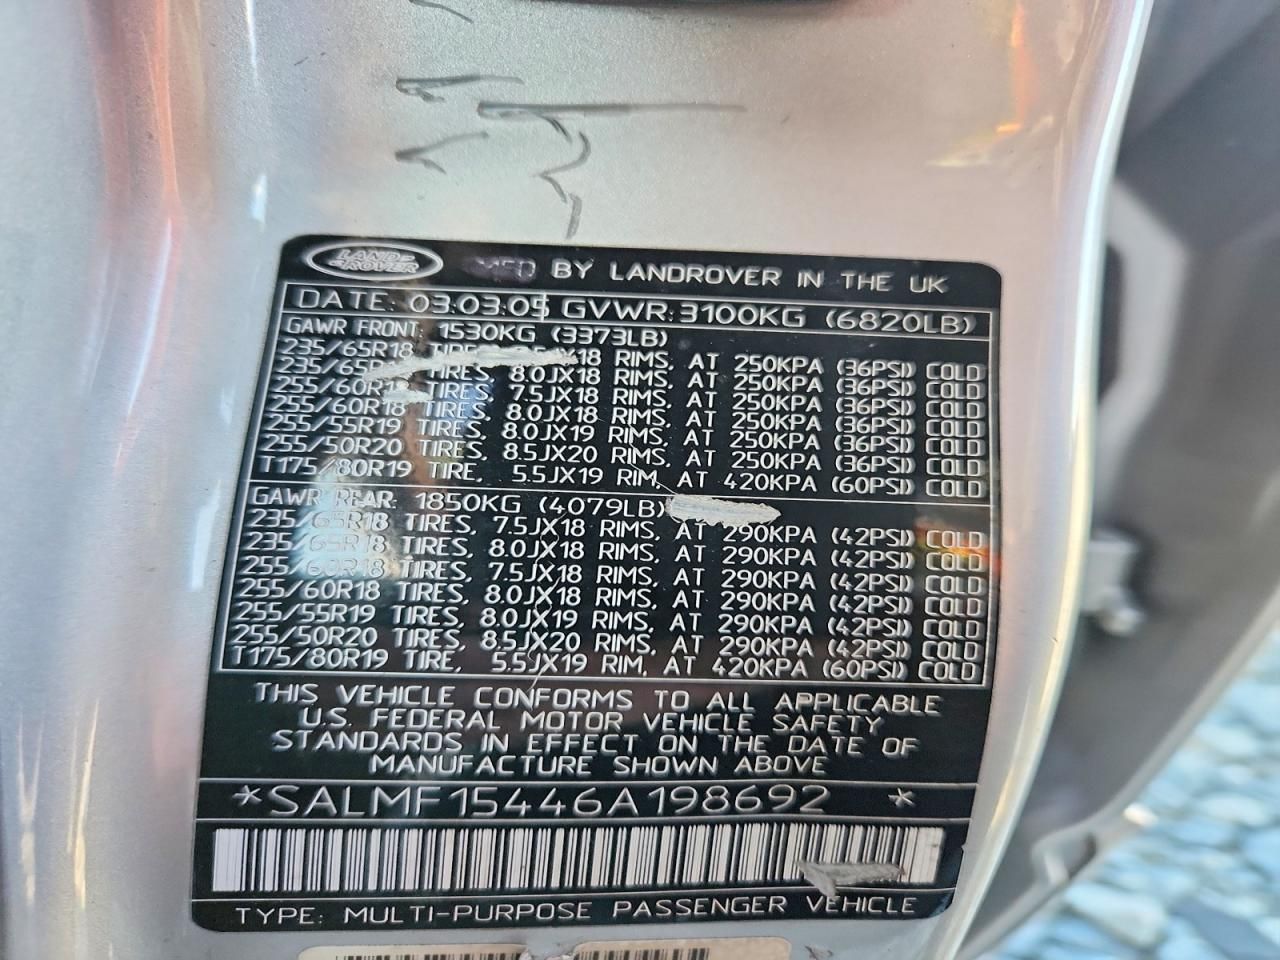 LAND-
-ROVER
MFD BY LANDROVER IN THE UK
DATE: 03:03:05 GVWR:3100KG (6820LB)
GAWR FRONT: 1530KG (3373LB)
235/65R18 TIRES, 7.5JX18 RIMS, AT 250KPA (36PSI) COLD
235/65R18 TIRES, 8.0JX18 RIMS, AT 250KPA (36PSI) COLD
255/60R18 TIRES, 7.5JX18 RIMS, AT 250KPA (36PSI) COLD
255/60R18 TIRES, 8.0JX18 RIMS, AT 250KPA (36PSI) COLD
255/55R19 TIRES, 8.0JX19 RIMS, AT 250KPA (36PSI) COLD
255/50R20 TIRES, 8.5JX20 RIMS, AT 250KPA (36PSI) COLD
T175/80R19 TIRE, 5.5JX19 RIM, AT 420KPA (60PSI) COLD
GAWR REAR: 1850KG (4079LB)
235/65R18 TIRES, 7.5JX18 RIMS, AT 290KPA (42PSI) COLD
235/65R18 TIRES, 8.0JX18 RIMS, AT 290KPA (42PSI) COLD
255/60R18 TIRES, 7.5JX18 RIMS, AT 290KPA (42PSI) COLD
255/60R18 TIRES, 8.0JX18 RIMS, AT 290KPA (42PSI) COLD
255/55R19 TIRES, 8.0JX19 RIMS, AT 290KPA (42PSI) COLD
255/50R20 TIRES, 8.5JX20 RIMS, AT 290KPA (42PSI) COLD
T175/80R19 TIRE, 5.5JX19 RIM, AT 420KPA (60PSI) COLD
THIS VEHICLE CONFORMS TO ALL APPLICABLE
U.S. FEDERAL MOTOR VEHICLE SAFETY
STANDARDS IN EFFECT ON THE DATE OF
MANUFACTURE SHOWN ABOVE
*SALMF15446A198692 *
TYPE: MULTI-PURPOSE PASSENGER VEHICLE